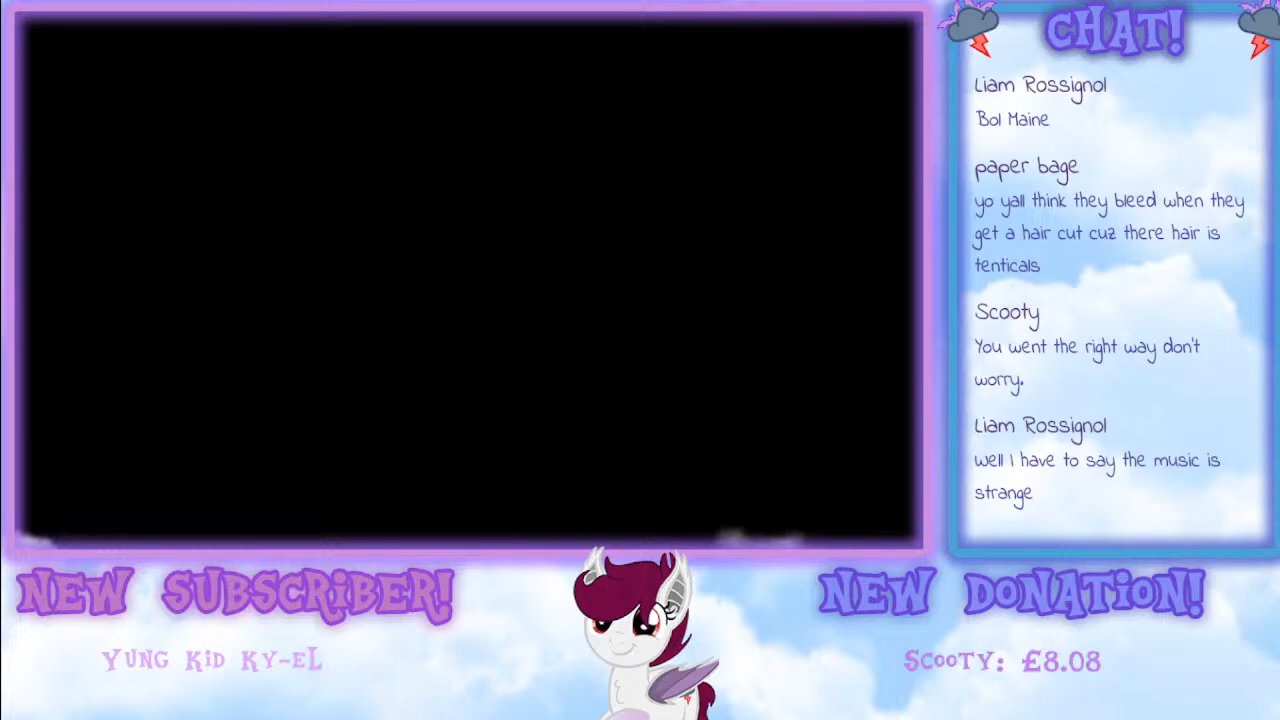 CHAT!
Liam Rossignol
Bol Maine
paper bage
yo yall think they bleed when they
get a hair cut cuz there hair is
tenticals
Scooty
You went the right way don't
worry.
Liam Rossignol
Well I have to say the music is
strange
NEW SUBSCRIBER!
YUNG KID KY-EL
NEW DONATION!
SCOOTY: £8.08